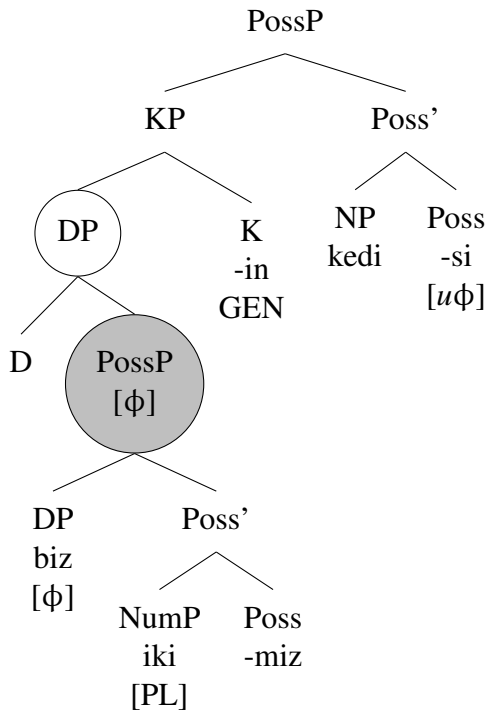 PossP
KP Poss’
DP K NP Poss
-in kedi -si
GEN [uϕ]
D PossP
[ϕ]
DP Poss’
biz
[ϕ]
NumP Poss
iki -miz
[PL]